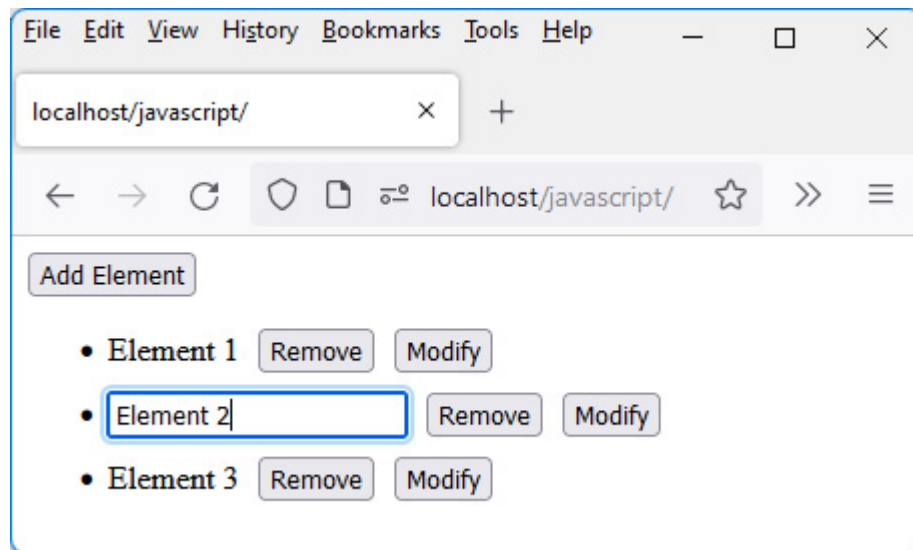 File Edit View History Bookmarks Tools Help
localhost/javascript/
localhost/javascript/
Add Element
• Element 1 Remove Modify
• Element 2 Remove Modify
• Element 3 Remove Modify